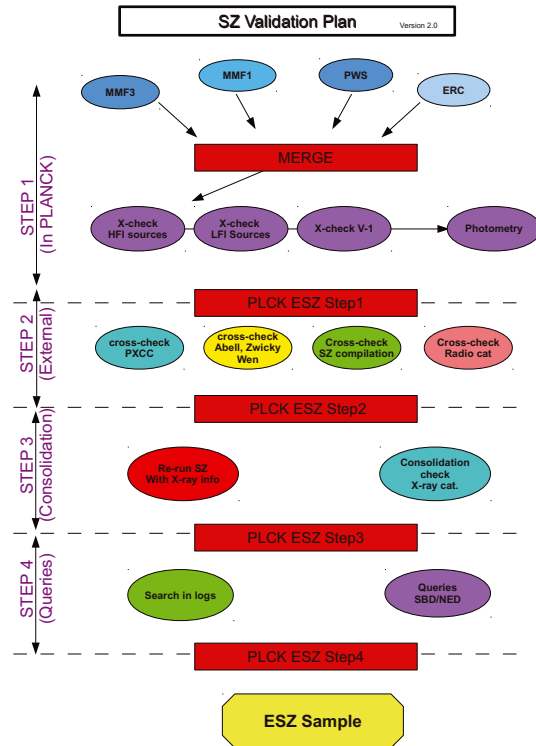 SZ Validation Plan Version 2.0
MMF3
MMF1
PWS
ERC
MERGE
STEP 1
(In PLANCK)
X-check
HFI sources
X-check
LFI Sources
X-check V-1
Photometry
PLCK ESZ Step1
STEP 2
(External)
cross-check
PXCC
cross-check
Abell, Zwicky
Wen
Cross-check
SZ compilation
Cross-check
Radio cat
PLCK ESZ Step2
STEP 3
(Consolidation)
Re-run SZ
With X-ray info
Consolidation
check
X-ray cat.
PLCK ESZ Step3
STEP 4
(Queries)
Search in logs
Queries
SBD/NED
PLCK ESZ Step4
ESZ Sample